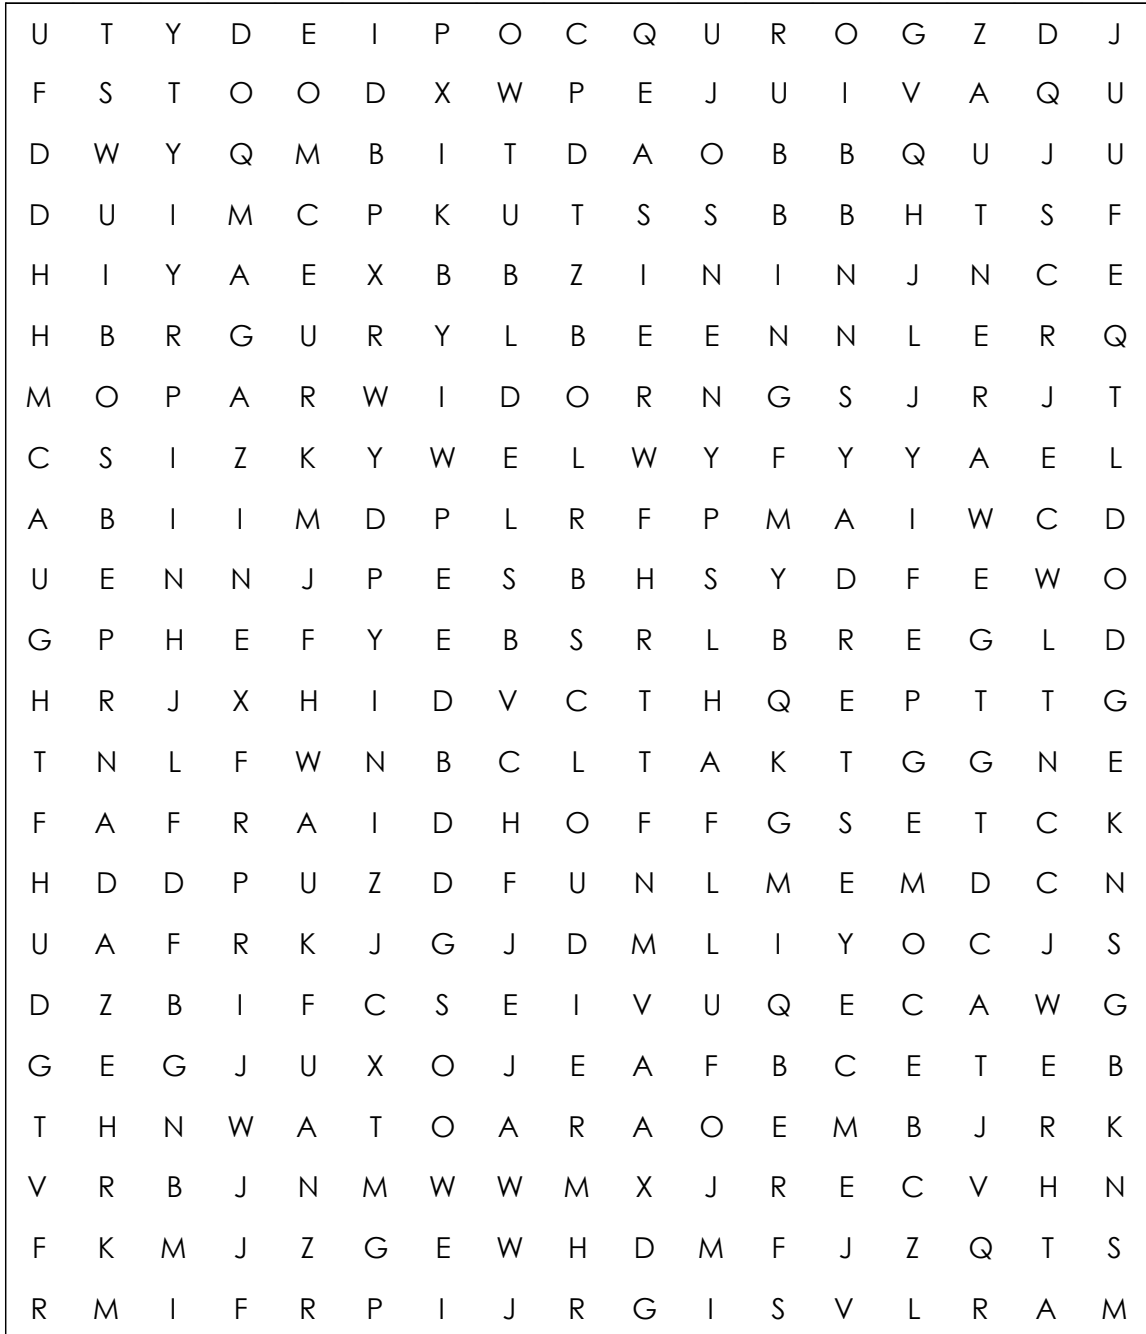 U T Y D E I P O C Q U R O G Z D J
F S T O O D X W P E J U I V A Q U
D W Y Q M B I T D A O B B Q U J U
D U I M C P K U T S S B B H T S F
H I Y A E X B B Z I N I N J N C E
H B R G U R Y L B E E N N L E R Q
M O P A R W I D O R N G S J R J T
C S I Z K Y W E L W Y F Y Y A E L
A B I I M D P L R F P M A I W C D
U E N N J P E S B H S Y D F E W O
G P H E F Y E B S R L B R E G L D
H R J X H I D V C T H Q E P T T G
T N L F W N B C L T A K T G G N E
F A F R A I D H O F F G S E T C K
H D D P U Z D F U N L M E M D C N
U A F R K J G J D M L I Y O C J S
D Z B I F C S E I V U Q E C A W G
G E G J U X O J E A F B C E T E B
T H N W A T O A R A O E M B J R K
V R B J N M W W M X J R E C V H N
F K M J Z G E W H D M F J Z Q T S
R M I F R P I J R G I S V L R A M